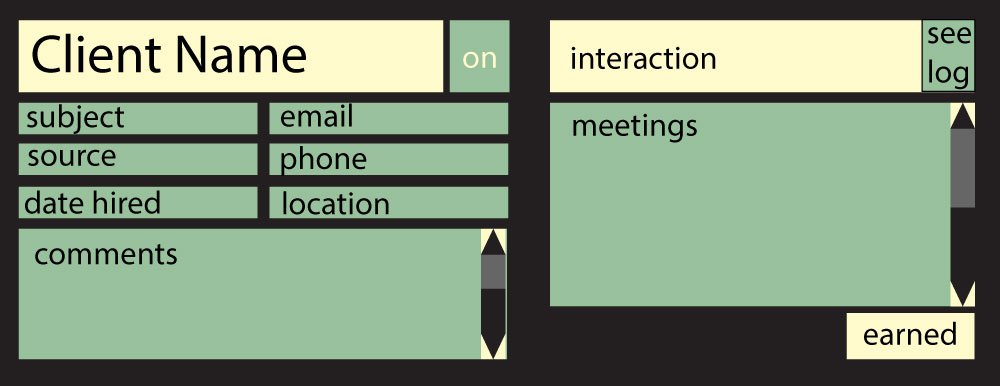 Client Name
on
subject
email
source
phone
date hired
location
comments
interaction
see
log
meetings
earned